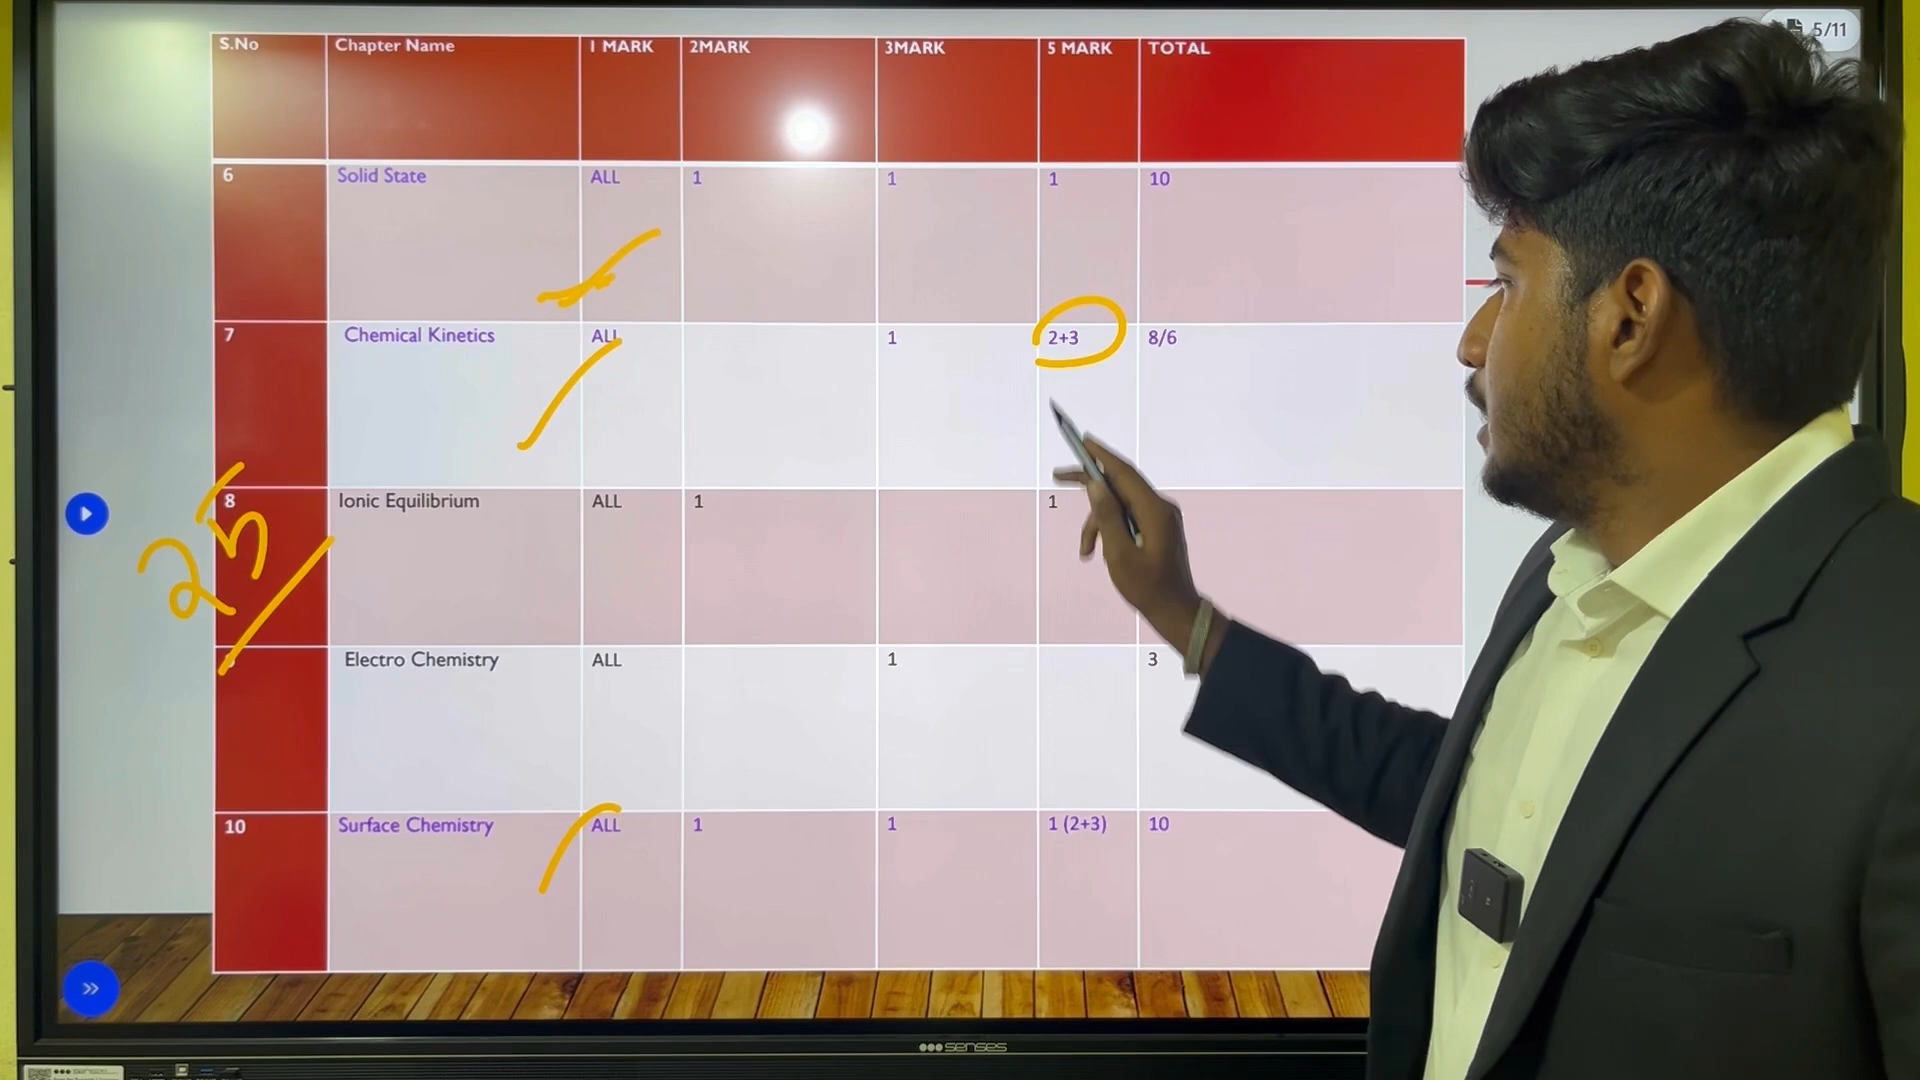 5/11
S.No Chapter Name 1 MARK 2MARK 3MARK 5 MARK TOTAL
6 Solid State ALL 1 1 1 10
7 Chemical Kinetics ALL 1 2+3 8/6
8 Ionic Equilibrium ALL 1 1
25
Electro Chemistry ALL 1 3
10 Surface Chemistry ALL 1 1 1 (2+3) 10
senses